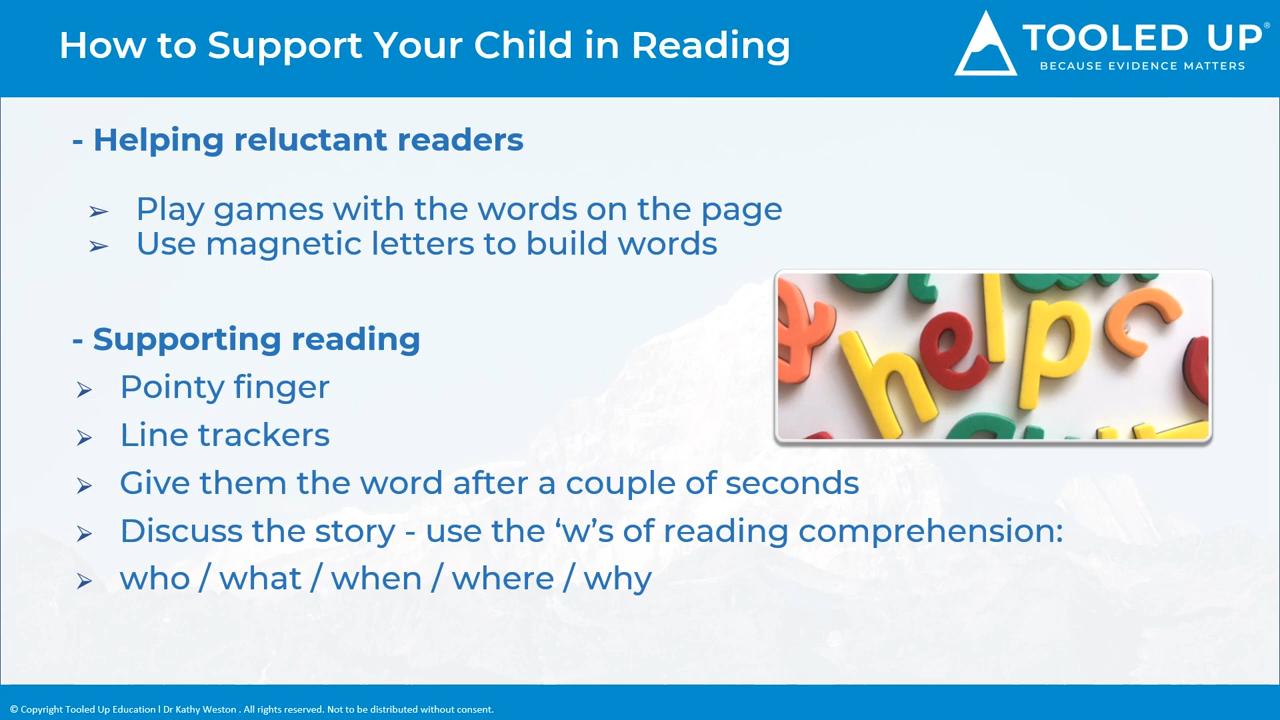 How to Support Your Child in Reading
TOOLED UP®
BECAUSE EVIDENCE MATTERS
- Helping reluctant readers
➢ Play games with the words on the page
➢ Use magnetic letters to build words
help
- Supporting reading
➢ Pointy finger
➢ Line trackers
➢ Give them the word after a couple of seconds
➢ Discuss the story - use the ‘w’s of reading comprehension:
➢ who / what / when / where / why
© Copyright Tooled Up Education l Dr Kathy Weston . All rights reserved. Not to be distributed without consent.